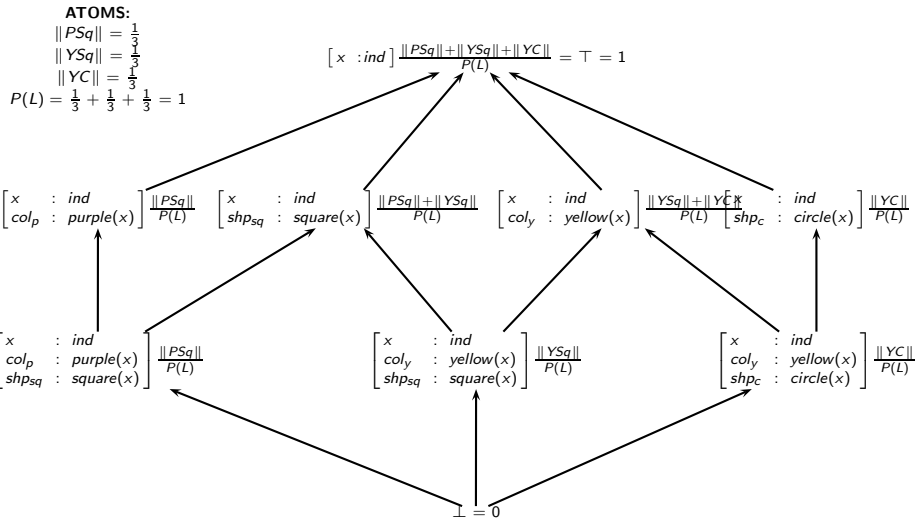 ATOMS:
‖PSq‖ = 1/3
‖YSq‖ = 1/3
‖YC‖ = 1/3
P(L) = 1/3 + 1/3 + 1/3 = 1
[x : ind] ‖PSq‖+‖YSq‖+‖YC‖ / P(L) = ⊤ = 1
[x : ind
col_p : purple(x)] ‖PSq‖ / P(L)
[x : ind
shp_sq : square(x)] ‖PSq‖+‖YSq‖ / P(L)
[x : ind
col_y : yellow(x)] ‖YSq‖+‖YC‖ / P(L)
[x : ind
shp_c : circle(x)] ‖YC‖ / P(L)
[x : ind
col_p : purple(x)
shp_sq : square(x)] ‖PSq‖ / P(L)
[x : ind
col_y : yellow(x)
shp_sq : square(x)] ‖YSq‖ / P(L)
[x : ind
col_y : yellow(x)
shp_c : circle(x)] ‖YC‖ / P(L)
⊥ = 0